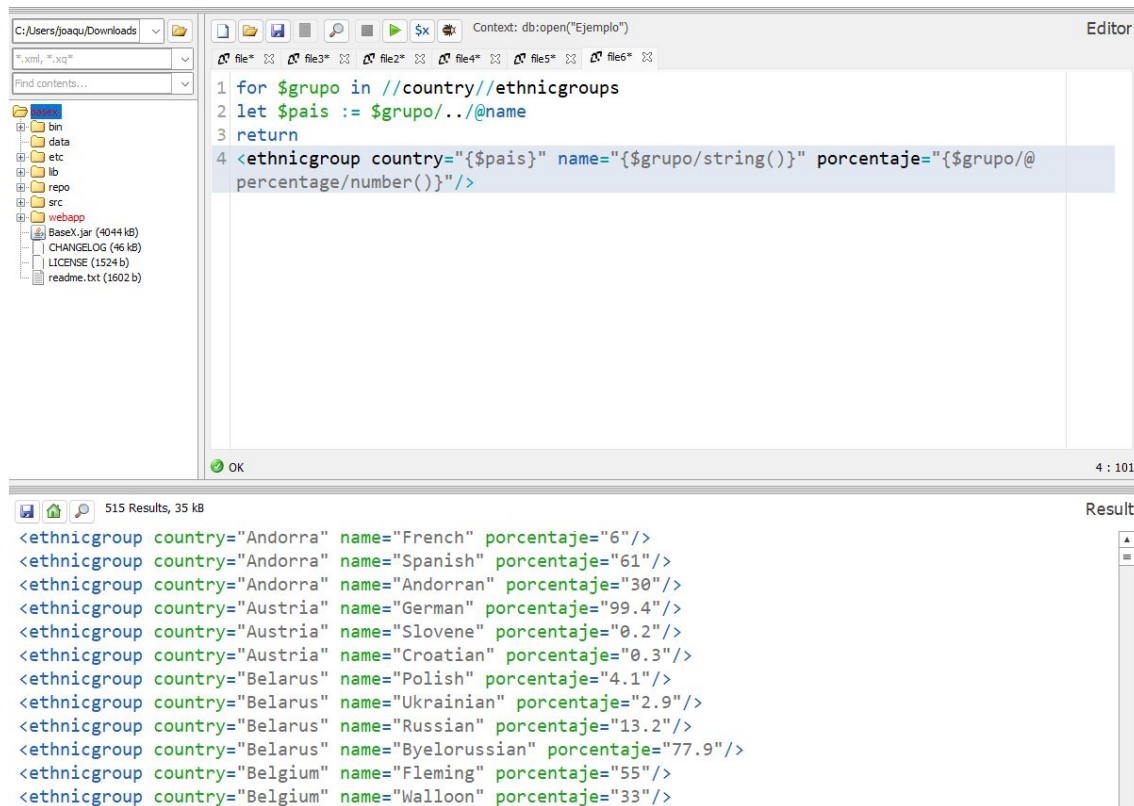 C:/Users/joaqu/Downloads
Context: db:open("Ejemplo")
Editor
*.xml, *.xq*
file*
file3*
file2*
file4*
file5*
file6*
Find contents...
basex
bin
data
etc
lib
repo
src
webapp
BaseX.jar (4044 kB)
CHANGELOG (46 kB)
LICENSE (1524 b)
readme.txt (1602 b)
1 for $grupo in //country//ethnicgroups
2 let $pais := $grupo/../@name
3 return
4 <ethnicgroup country="{$pais}" name="{$grupo/string()}" porcentaje="{$grupo/@
percentage/number()}"/>
OK
4 : 101
515 Results, 35 kB
Result
<ethnicgroup country="Andorra" name="French" porcentaje="6"/>
<ethnicgroup country="Andorra" name="Spanish" porcentaje="61"/>
<ethnicgroup country="Andorra" name="Andorran" porcentaje="30"/>
<ethnicgroup country="Austria" name="German" porcentaje="99.4"/>
<ethnicgroup country="Austria" name="Slovene" porcentaje="0.2"/>
<ethnicgroup country="Austria" name="Croatian" porcentaje="0.3"/>
<ethnicgroup country="Belarus" name="Polish" porcentaje="4.1"/>
<ethnicgroup country="Belarus" name="Ukrainian" porcentaje="2.9"/>
<ethnicgroup country="Belarus" name="Russian" porcentaje="13.2"/>
<ethnicgroup country="Belarus" name="Byelorussian" porcentaje="77.9"/>
<ethnicgroup country="Belgium" name="Fleming" porcentaje="55"/>
<ethnicgroup country="Belgium" name="Walloon" porcentaje="33"/>